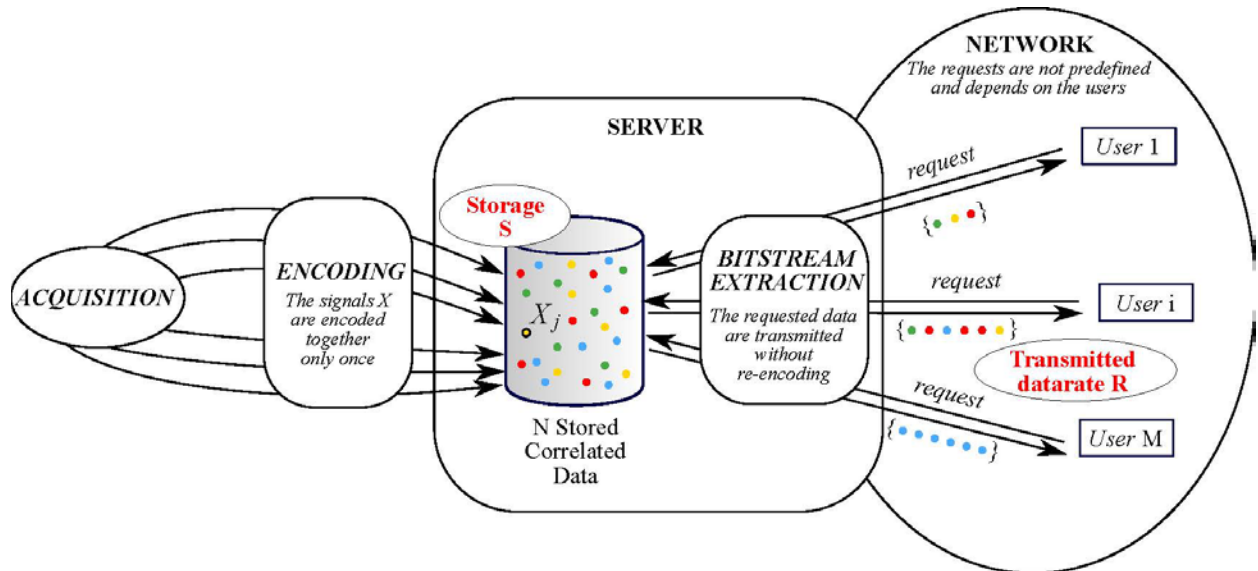 NETWORK
The requests are not predefined
and depends on the users
SERVER
User 1
request
{ }
Storage
S
ENCODING
The signals X
are encoded
together
only once
ACQUISITION
X_j
BITSTREAM
EXTRACTION
The requested data
are transmitted
without
re-encoding
request
User i
{ }
Transmitted
datarate R
request
User M
{ }
N Stored
Correlated
Data